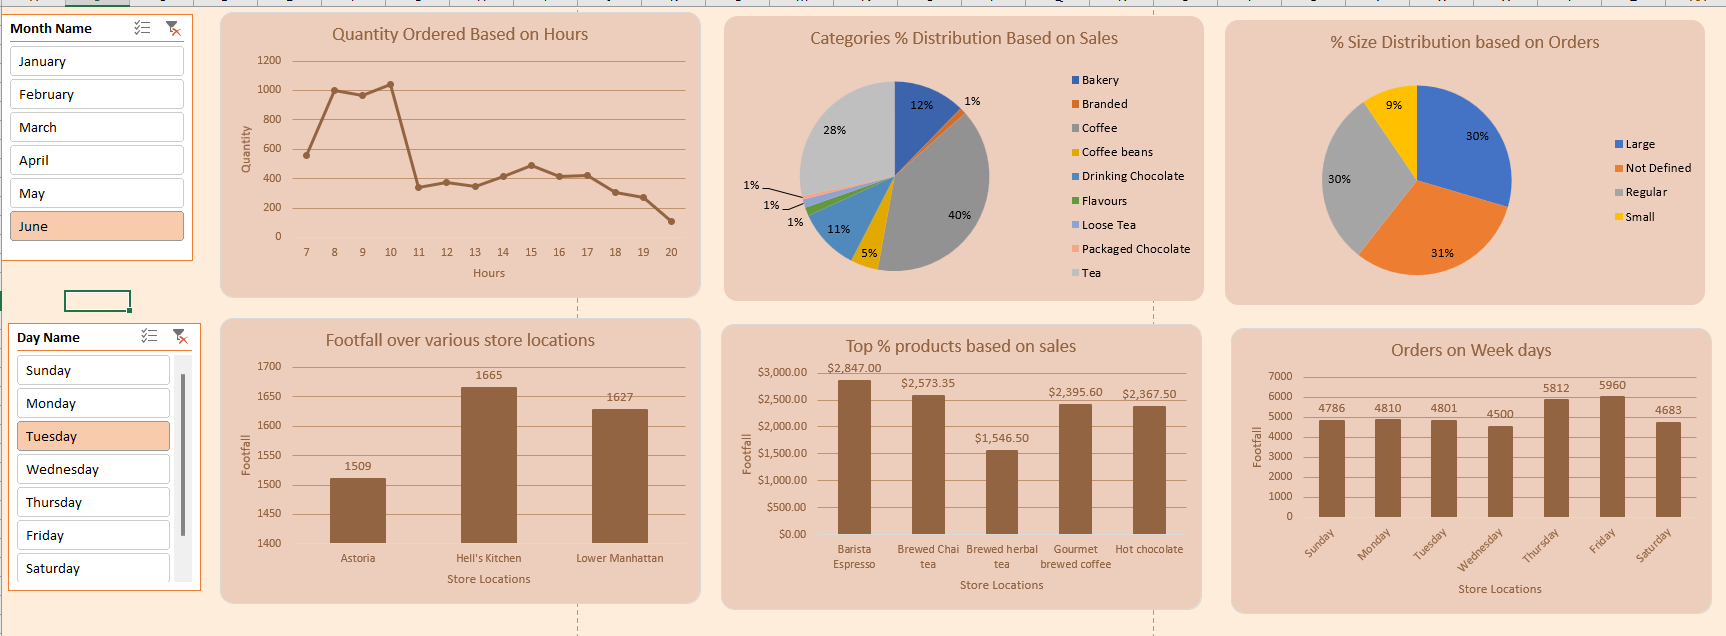 Month Name
January
February
March
April
May
June
Day Name
Sunday
Monday
Tuesday
Wednesday
Thursday
Friday
Saturday
Quantity Ordered Based on Hours
Quantity
1200
1000
800
600
400
200
0
7 8 9 10 11 12 13 14 15 16 17 18 19 20
Hours
Categories % Distribution Based on Sales
12%
1%
28%
1%
1%
1%
11%
5%
40%
Bakery
Branded
Coffee
Coffee beans
Drinking Chocolate
Flavours
Loose Tea
Packaged Chocolate
Tea
% Size Distribution based on Orders
9%
30%
30%
31%
Large
Not Defined
Regular
Small
Footfall over various store locations
Footfall
1700
1650
1600
1550
1500
1450
1400
1509
1665
1627
Astoria Hell's Kitchen Lower Manhattan
Store Locations
Top % products based on sales
Footfall
$3,000.00
$2,500.00
$2,000.00
$1,500.00
$1,000.00
$500.00
$0.00
$2,847.00
$2,573.35
$1,546.50
$2,395.60
$2,367.50
Barista Espresso
Brewed Chai tea
Brewed herbal tea
Gourmet brewed coffee
Hot chocolate
Store Locations
Orders on Week days
Footfall
7000
6000
5000
4000
3000
2000
1000
0
4786 4810 4801 4500 5812 5960 4683
Sunday Monday Tuesday Wednesday Thursday Friday Saturday
Store Locations